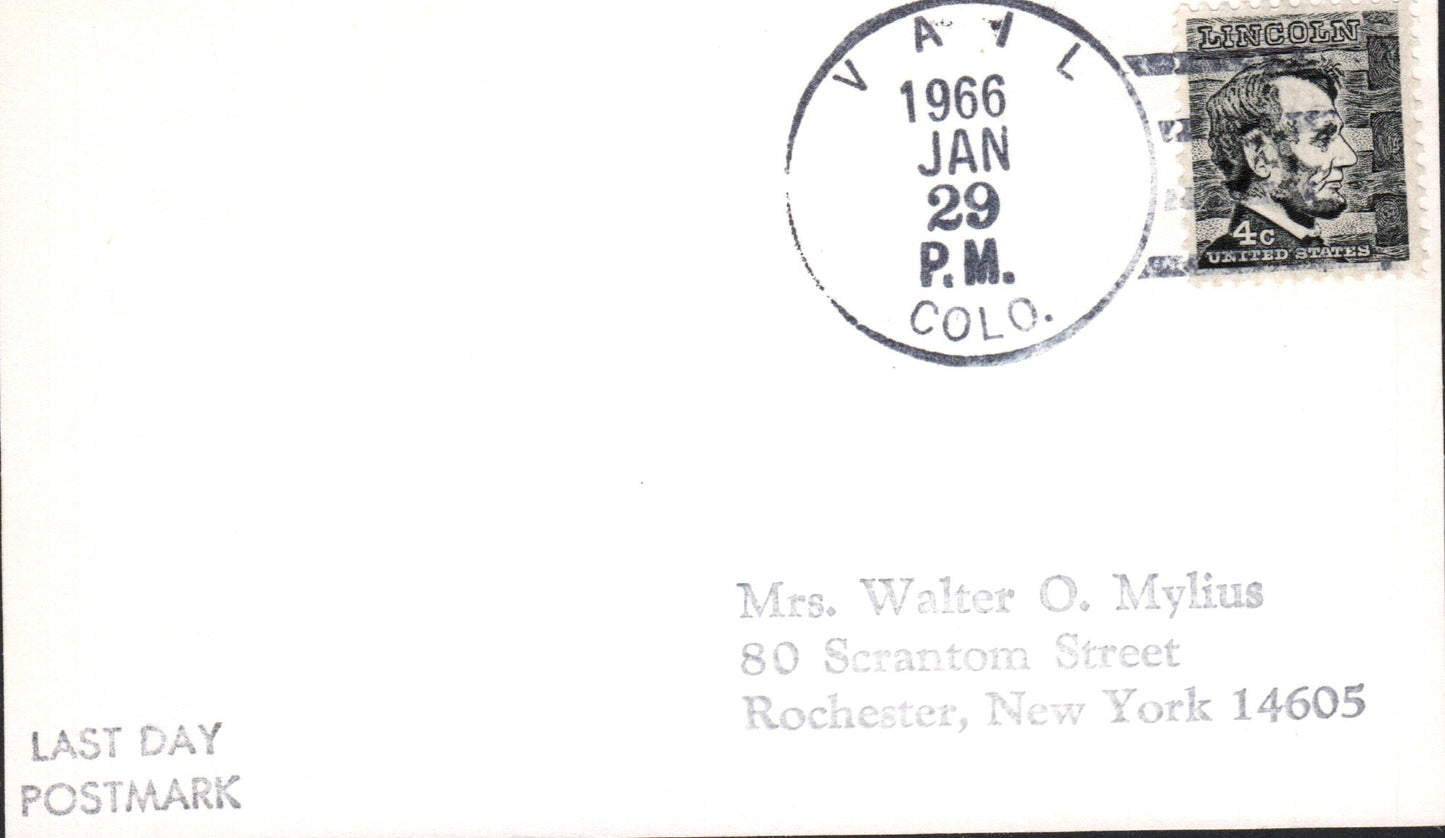 VAIL
1966
JAN
29
P.M.
COLO.
LINCOLN
4c
UNITED STATES
Mrs. Walter O. Mylius
80 Scrantom Street
Rochester, New York 14605
LAST DAY
POSTMARK